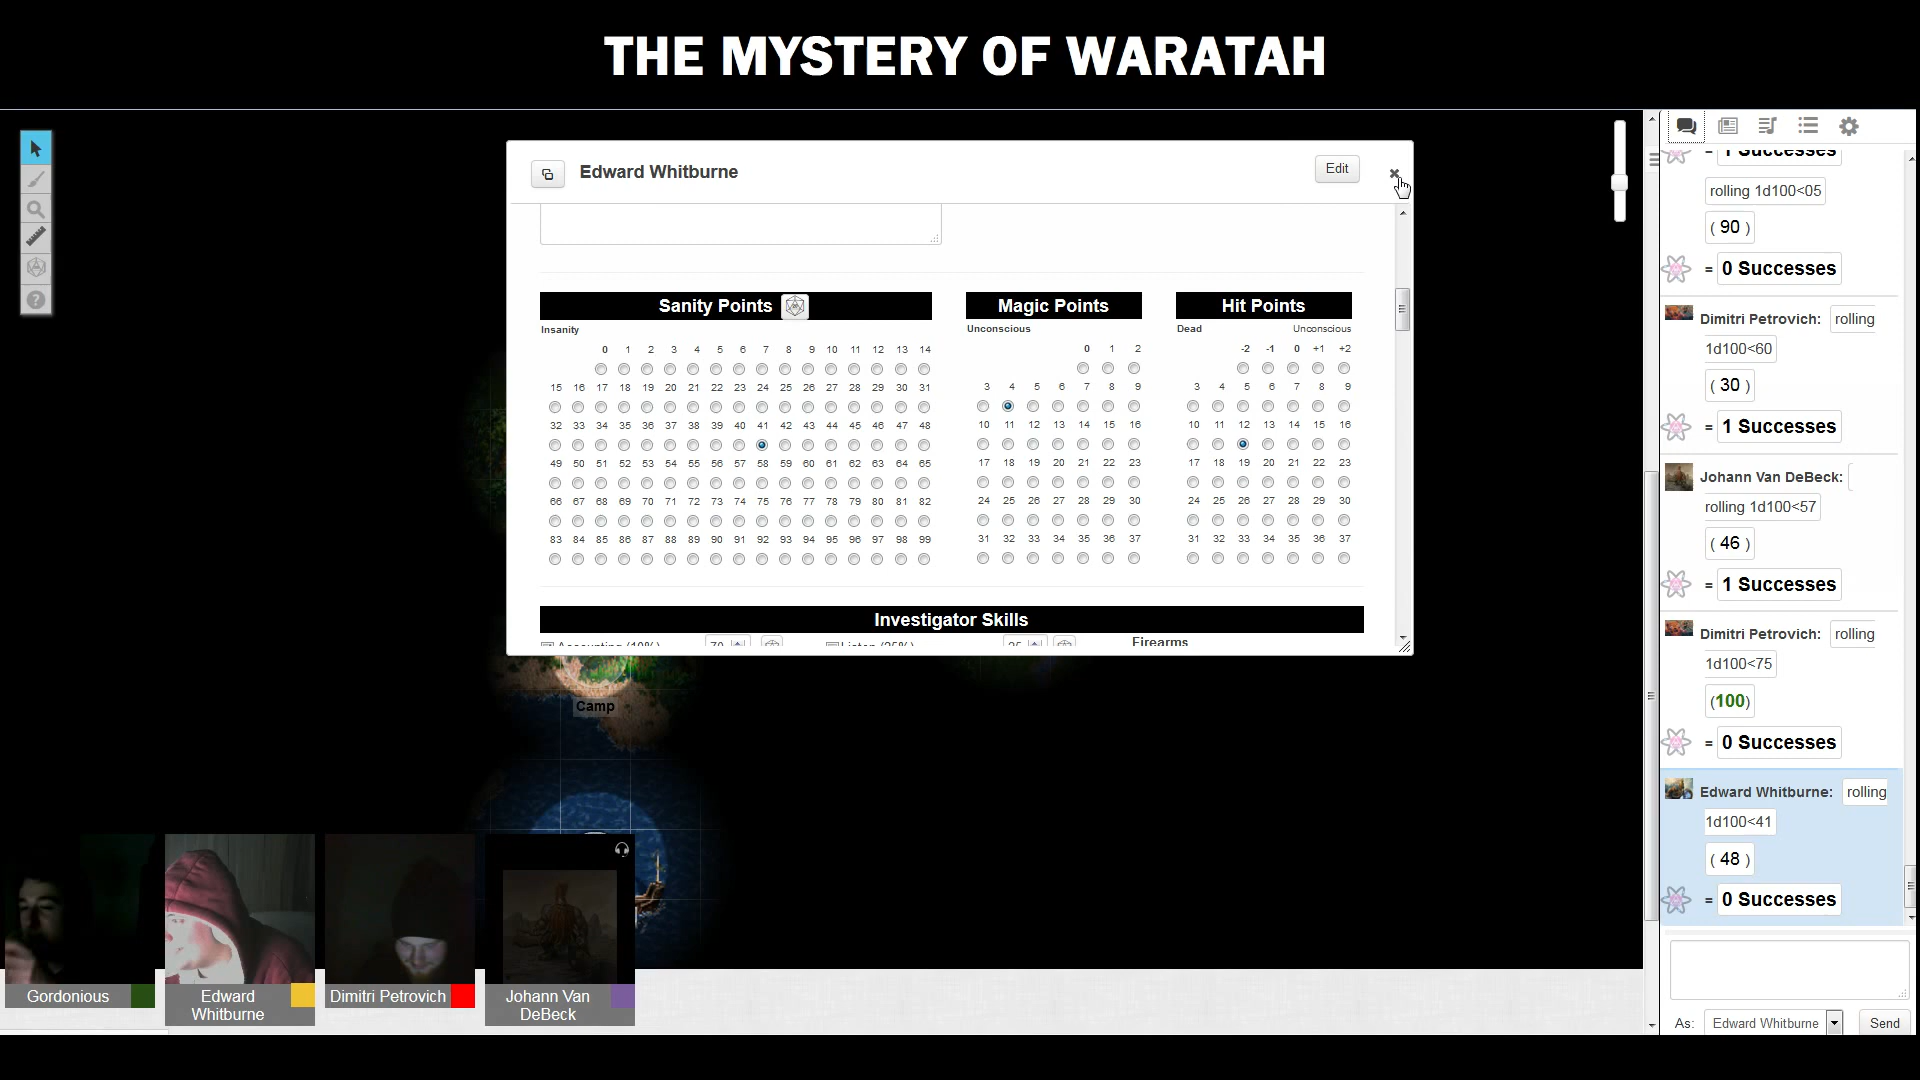 THE MYSTERY OF WARATAH
Edward Whitburne
Edit
Sanity Points
Insanity
0 1 2 3 4 5 6 7 8 9 10 11 12 13 14
15 16 17 18 19 20 21 22 23 24 25 26 27 28 29 30 31
32 33 34 35 36 37 38 39 40 41 42 43 44 45 46 47 48
49 50 51 52 53 54 55 56 57 58 59 60 61 62 63 64 65
66 67 68 69 70 71 72 73 74 75 76 77 78 79 80 81 82
83 84 85 86 87 88 89 90 91 92 93 94 95 96 97 98 99
Magic Points
Unconscious
0 1 2
3 4 5 6 7 8 9
10 11 12 13 14 15 16
17 18 19 20 21 22 23
24 25 26 27 28 29 30
31 32 33 34 35 36 37
Hit Points
Dead Unconscious
-2 -1 0 +1 +2
3 4 5 6 7 8 9
10 11 12 13 14 15 16
17 18 19 20 21 22 23
24 25 26 27 28 29 30
31 32 33 34 35 36 37
Investigator Skills
Firearms
Camp
Gordonious
Edward
Whitburne
Dimitri Petrovich
Johann Van
DeBeck
= 1 Successes
rolling 1d100<05
( 90 )
= 0 Successes
Dimitri Petrovich: rolling
1d100<60
( 30 )
= 1 Successes
Johann Van DeBeck:
rolling 1d100<57
( 46 )
= 1 Successes
Dimitri Petrovich: rolling
1d100<75
(100)
= 0 Successes
Edward Whitburne: rolling
1d100<41
( 48 )
= 0 Successes
As: Edward Whitburne Send